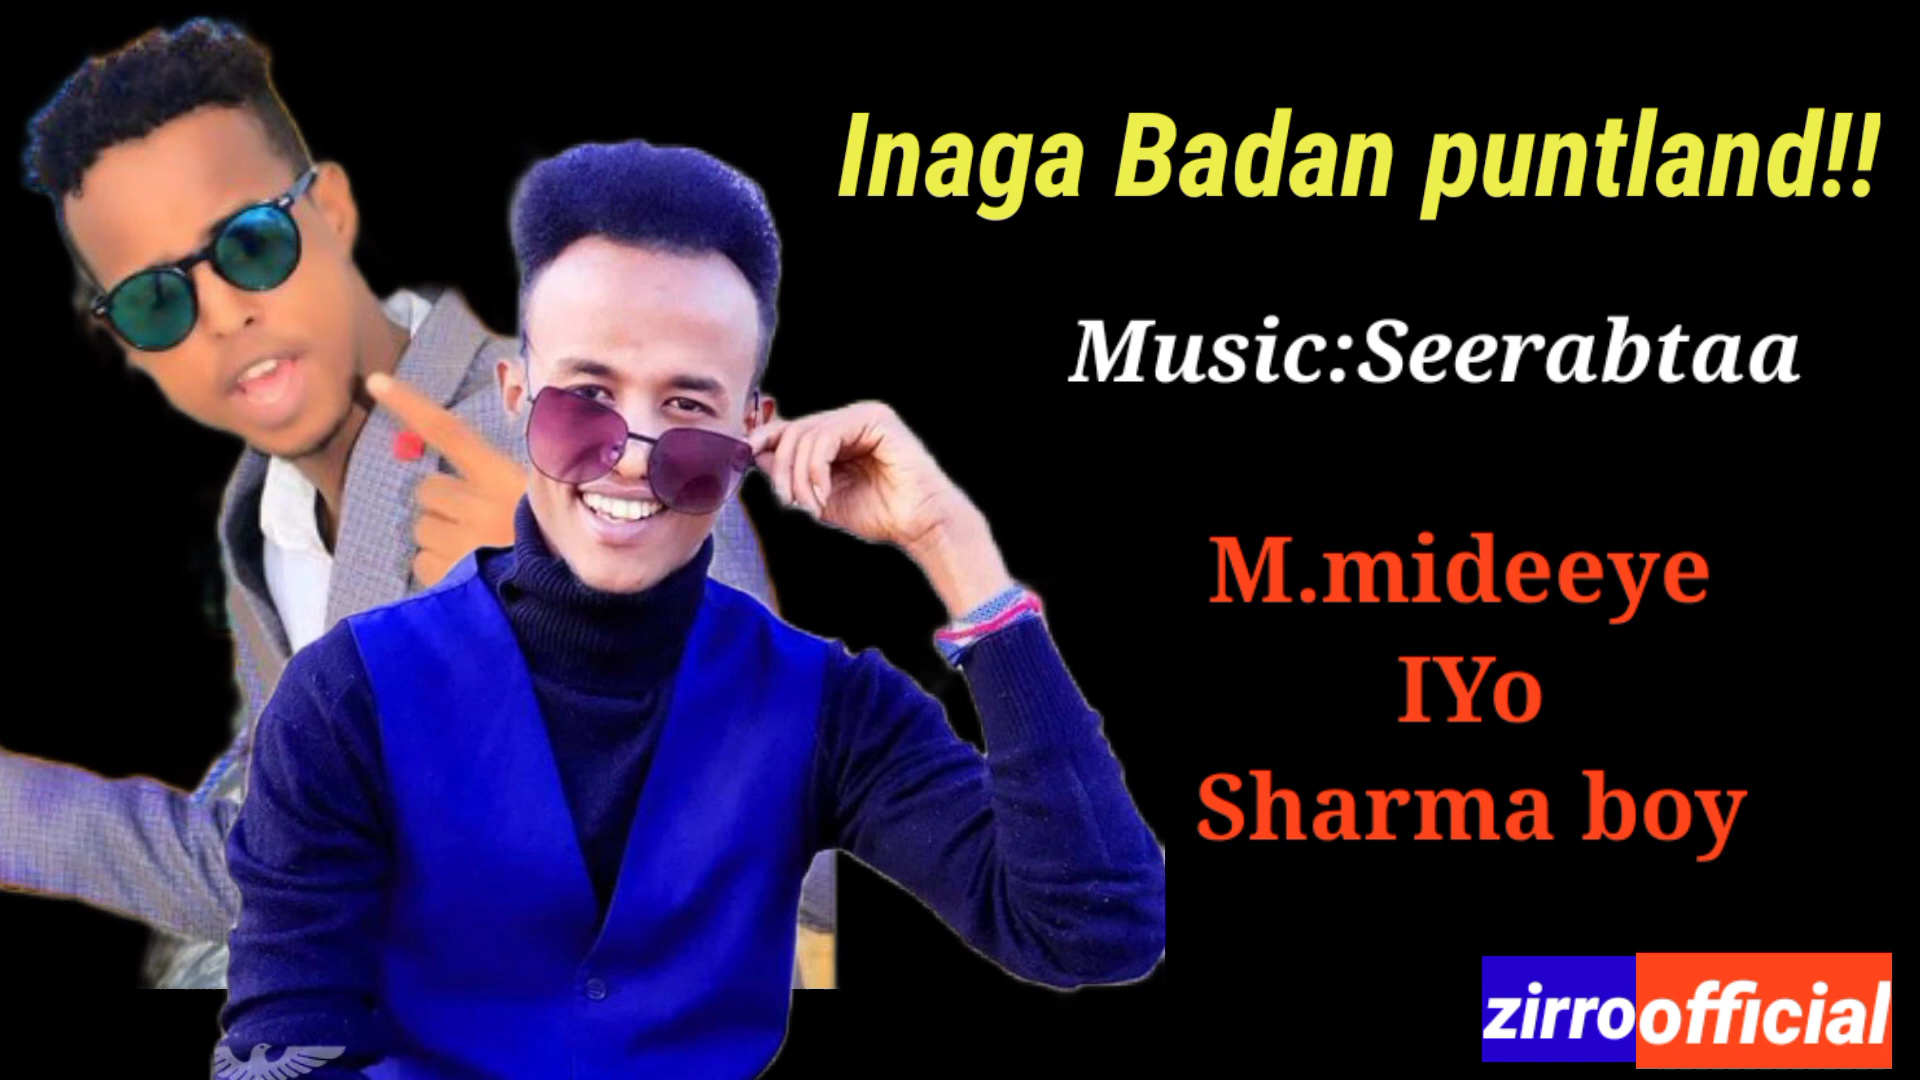 Inaga Badan puntland!!
Music:Seerabtaa
M.mideeye
IYo
Sharma boy
zirroofficial